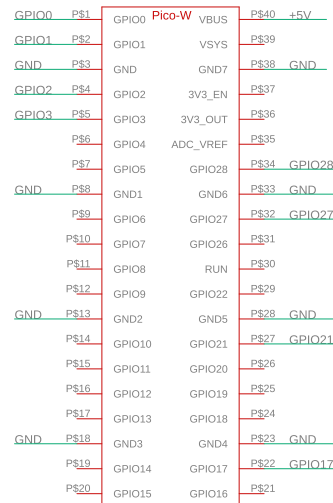 Pico-W
GPIO0 P$1 GPIO0 VBUS P$40 +5V
GPIO1 P$2 GPIO1 VSYS P$39
GND P$3 GND GND7 P$38 GND
GPIO2 P$4 GPIO2 3V3_EN P$37
GPIO3 P$5 GPIO3 3V3_OUT P$36
P$6 GPIO4 ADC_VREF P$35
P$7 GPIO5 GPIO28 P$34 GPIO28
GND P$8 GND1 GND6 P$33 GND
P$9 GPIO6 GPIO27 P$32 GPIO27
P$10 GPIO7 GPIO26 P$31
P$11 GPIO8 RUN P$30
P$12 GPIO9 GPIO22 P$29
GND P$13 GND2 GND5 P$28 GND
P$14 GPIO10 GPIO21 P$27 GPIO21
P$15 GPIO11 GPIO20 P$26
P$16 GPIO12 GPIO19 P$25
P$17 GPIO13 GPIO18 P$24
GND P$18 GND3 GND4 P$23 GND
P$19 GPIO14 GPIO17 P$22 GPIO17
P$20 GPIO15 GPIO16 P$21